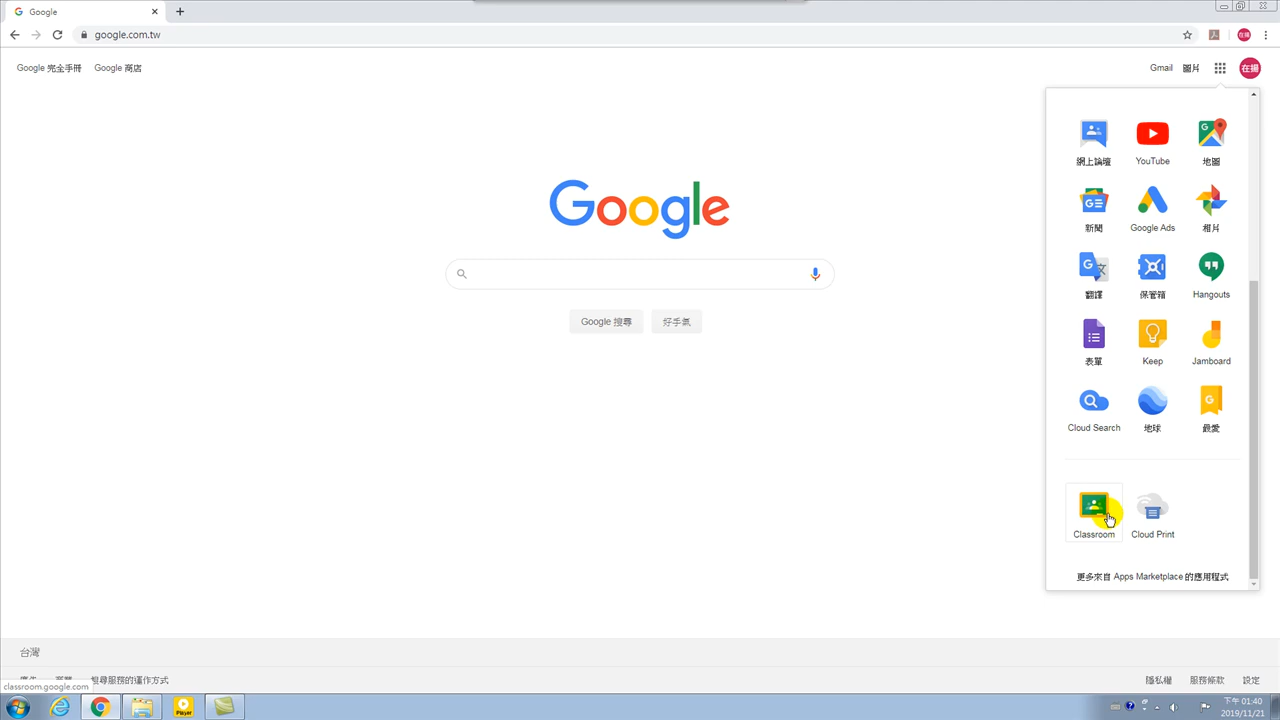 Google
google.com.tw
Google 完全手冊 Google 商店
Gmail 圖片 在鍚
網上論壇 YouTube 地圖
新聞 Google Ads 相片
翻譯 保管箱 Hangouts
表單 Keep Jamboard
Cloud Search 地球 最愛
Classroom Cloud Print
更多來自 Apps Marketplace 的應用程式
Google
Google 搜尋 好手氣
台灣
搜尋服務的運作方式 隱私權 服務條款 設定
classroom.google.com
Player
下午 01:40
2019/11/21